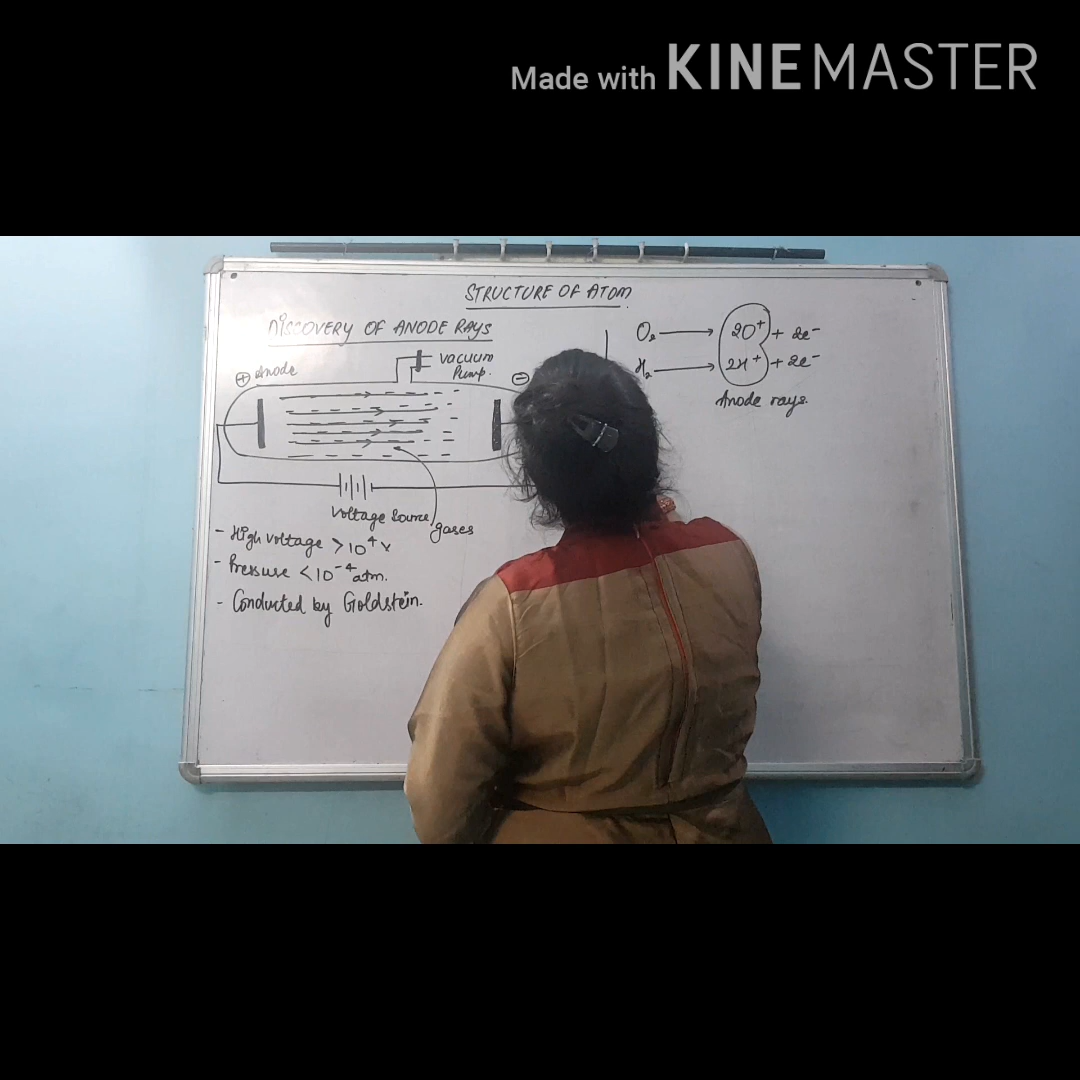 Made with KINEMASTER
STRUCTURE OF ATOM
DISCOVERY OF ANODE RAYS
VACUUM
Pump.
⊕ Anode
⊖
Voltage Source
gases
- High voltage > 10⁴ v
- Pressure < 10⁻⁴ atm.
- Conducted by Goldstein.
O₂ → 2O⁺ + 2e⁻
H₂ → 2H⁺ + 2e⁻
Anode rays.